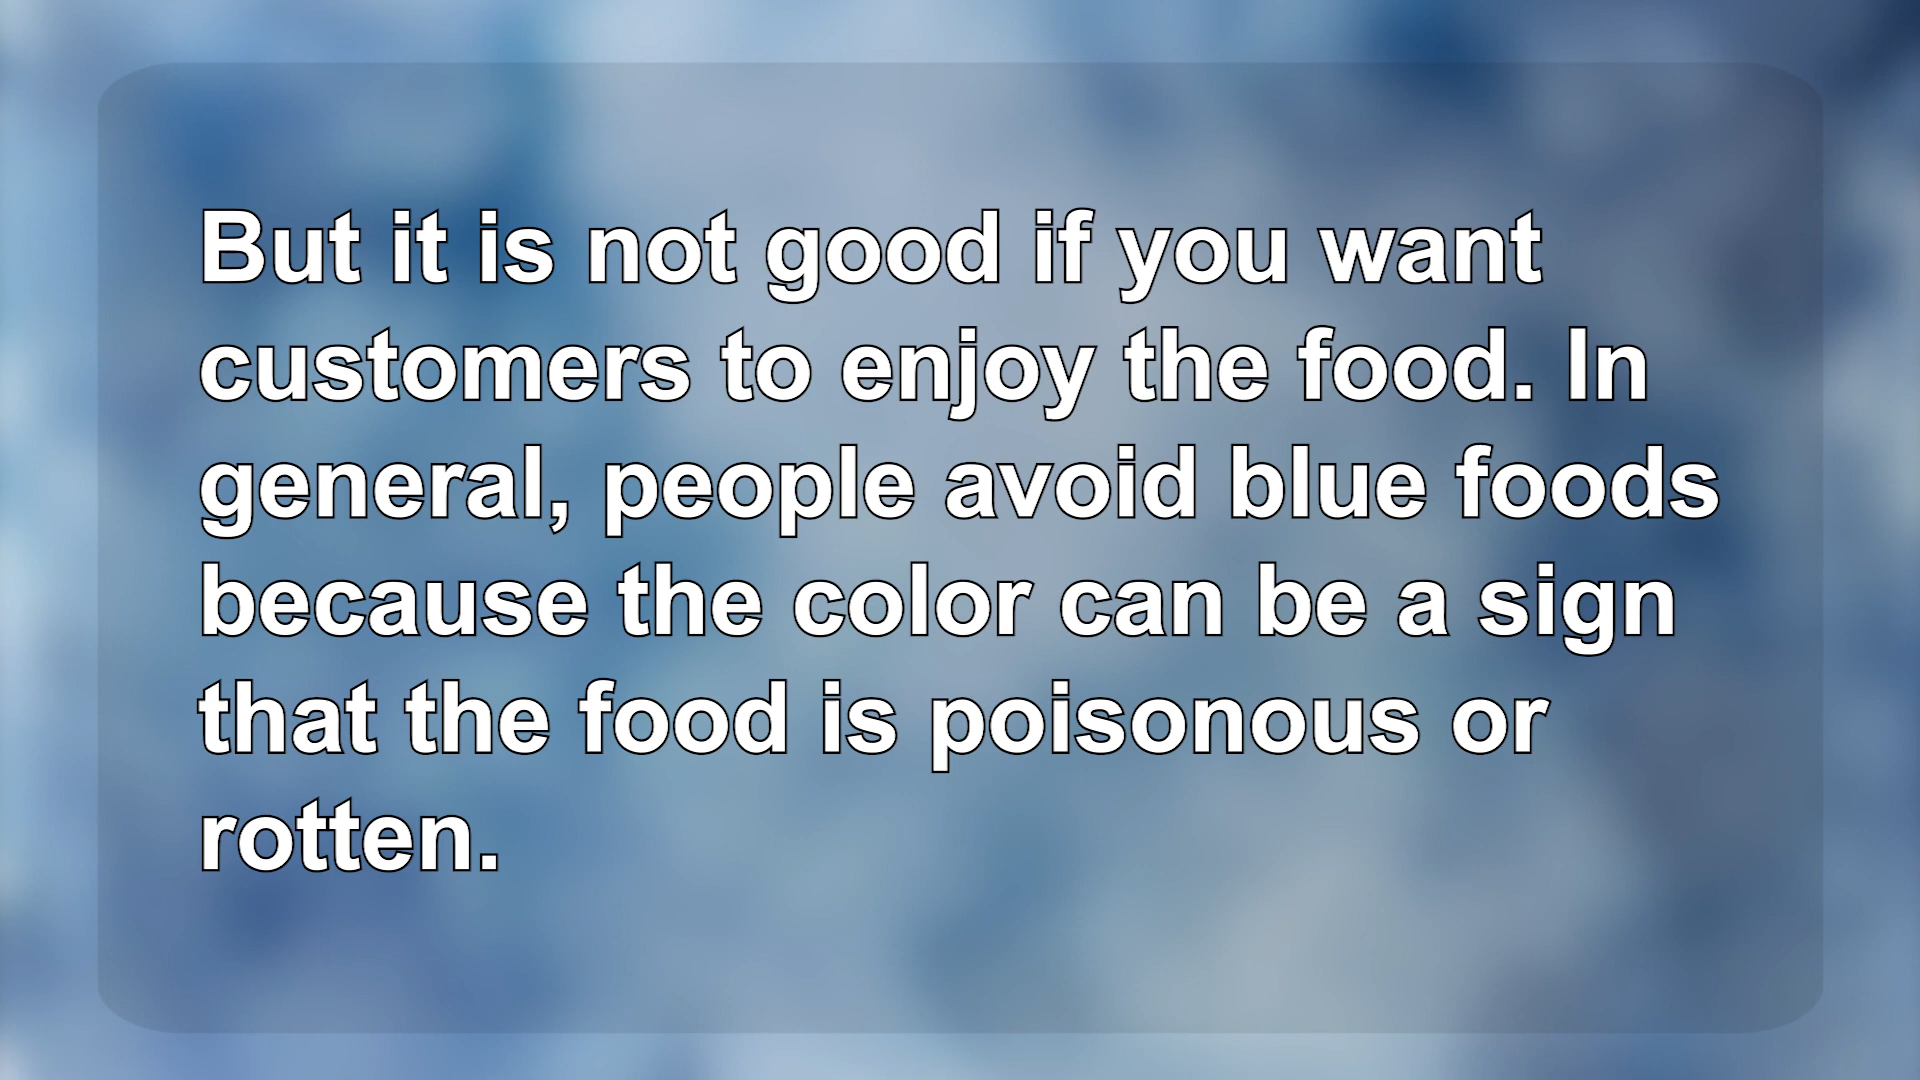 But it is not good if you want
customers to enjoy the food. In
general, people avoid blue foods
because the color can be a sign
that the food is poisonous or
rotten.